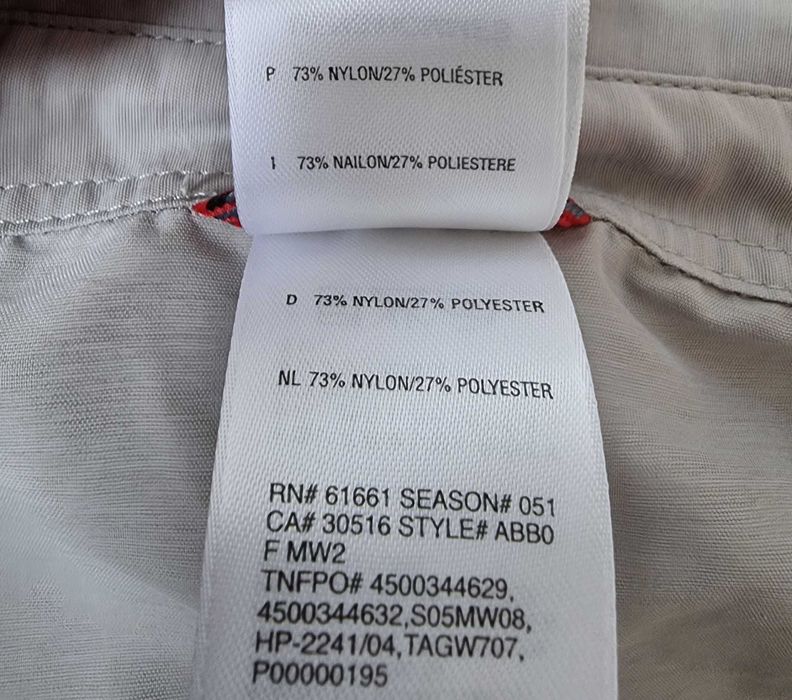 P 73% NYLON/27% POLIÉSTER
I 73% NAILON/27% POLIESTERE
D 73% NYLON/27% POLYESTER
NL 73% NYLON/27% POLYESTER
RN# 61661 SEASON# 051
CA# 30516 STYLE# ABB0
F MW2
TNFPO# 4500344629,
4500344632,S05MW08,
HP-2241/04,TAGW707,
P00000195